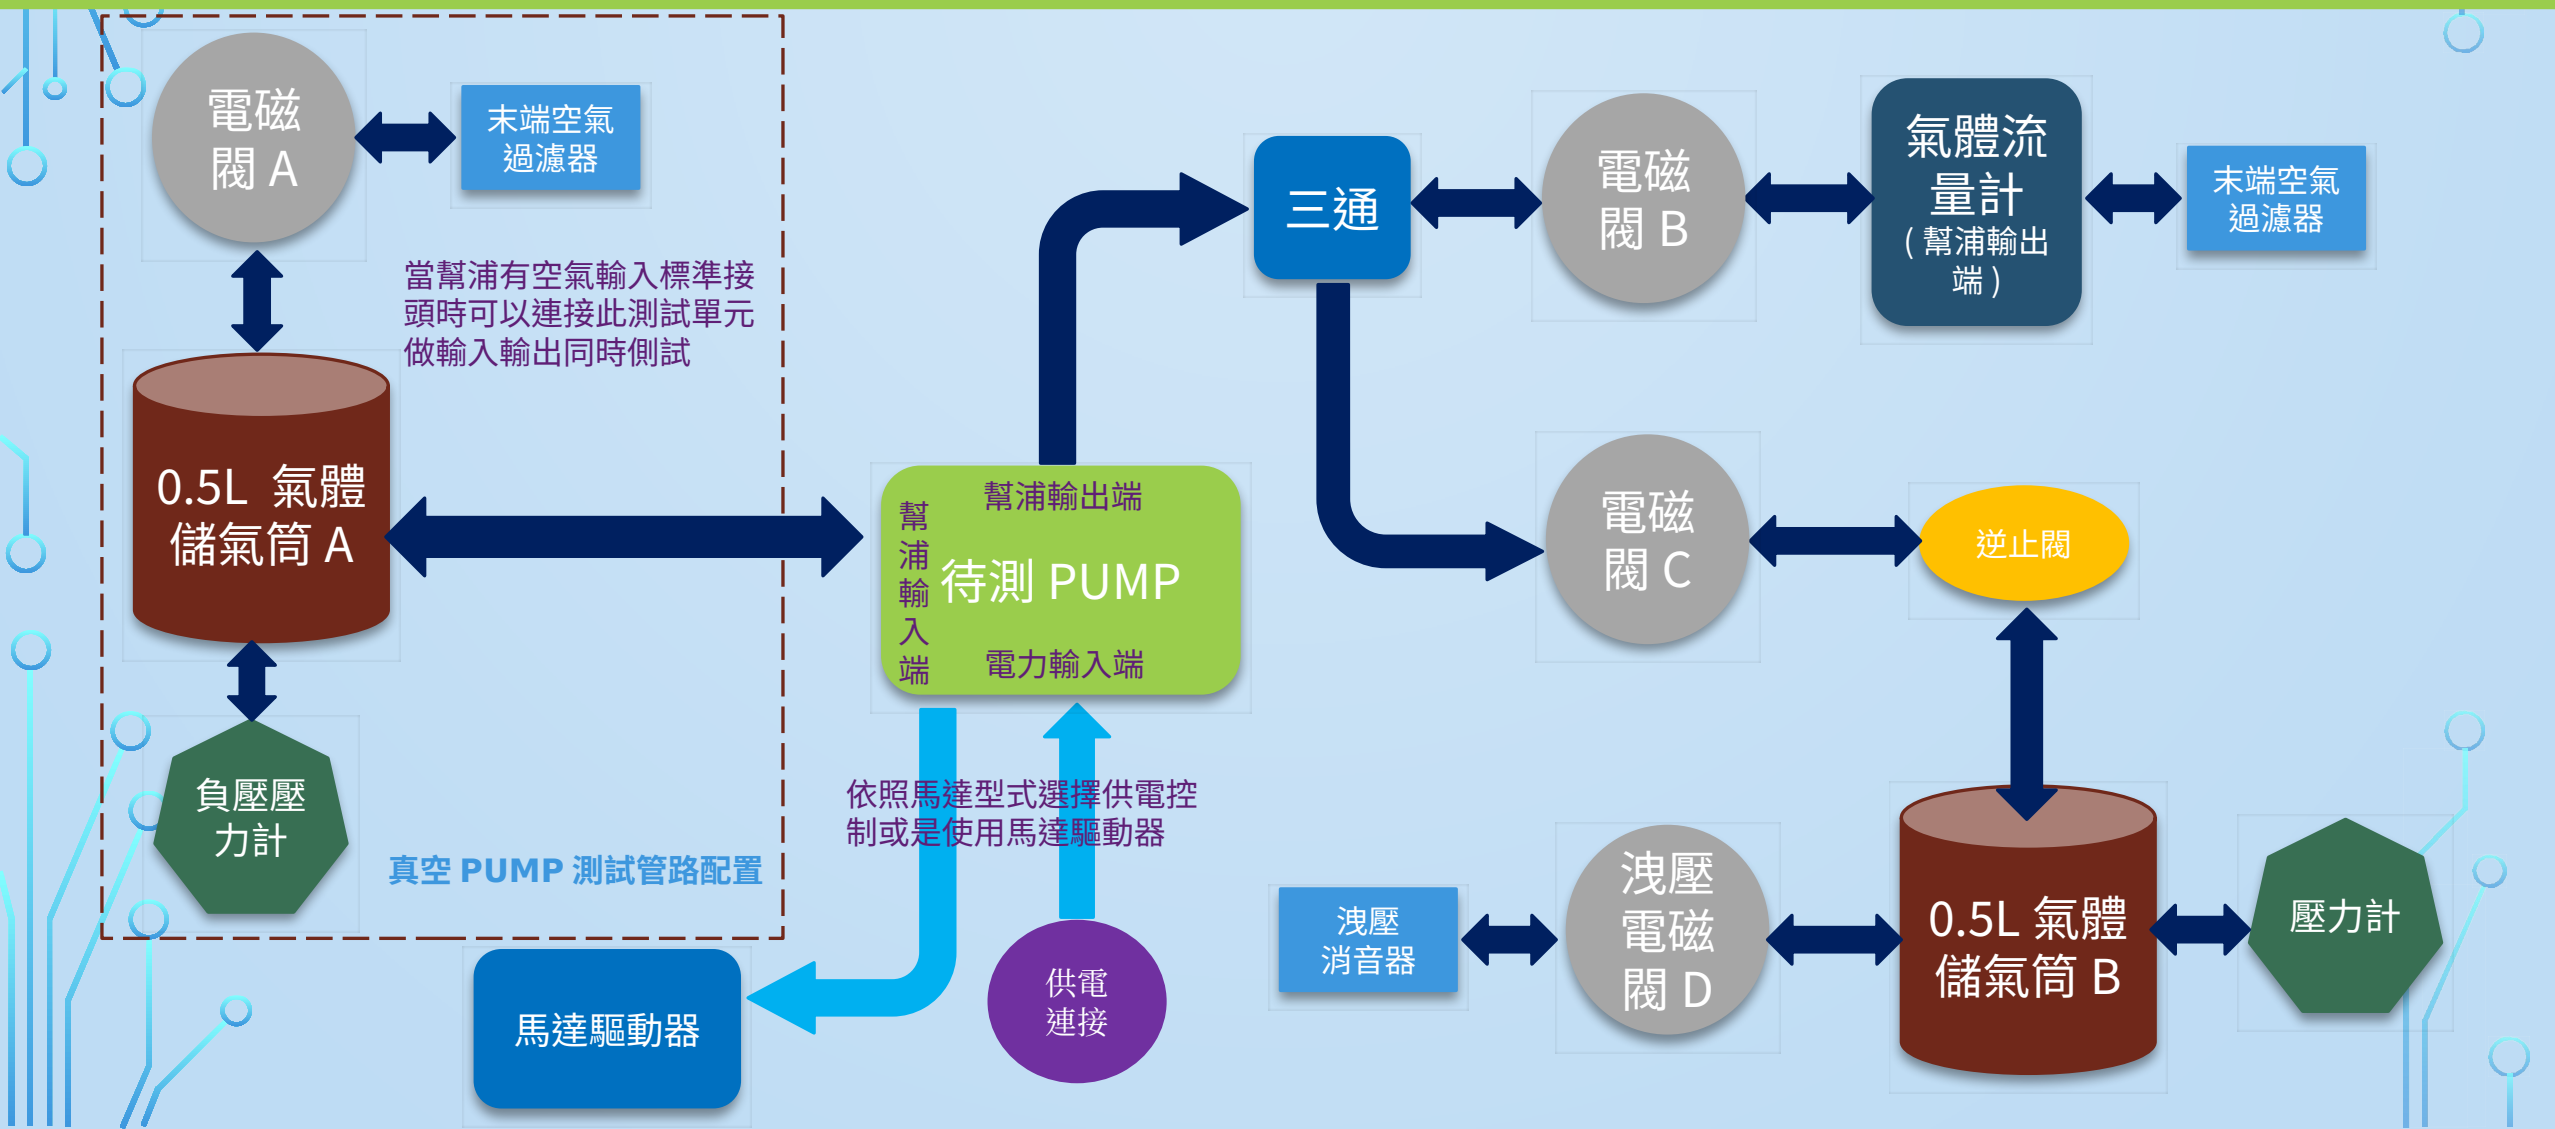 電磁
閥 A
末端空氣
過濾器
當幫浦有空氣輸入標準接
頭時可以連接此測試單元
做輸入輸出同時側試
0.5L 氣體
儲氣筒 A
負壓壓
力計
真空 PUMP 測試管路配置
三通
電磁
閥 B
氣體流
量計
( 幫浦輸出
端 )
末端空氣
過濾器
幫浦輸出端
幫
浦
輸
入
端
待測 PUMP
電力輸入端
電磁
閥 C
逆止閥
依照馬達型式選擇供電控
制或是使用馬達驅動器
馬達驅動器
供電
連接
洩壓
消音器
洩壓
電磁
閥 D
0.5L 氣體
儲氣筒 B
壓力計